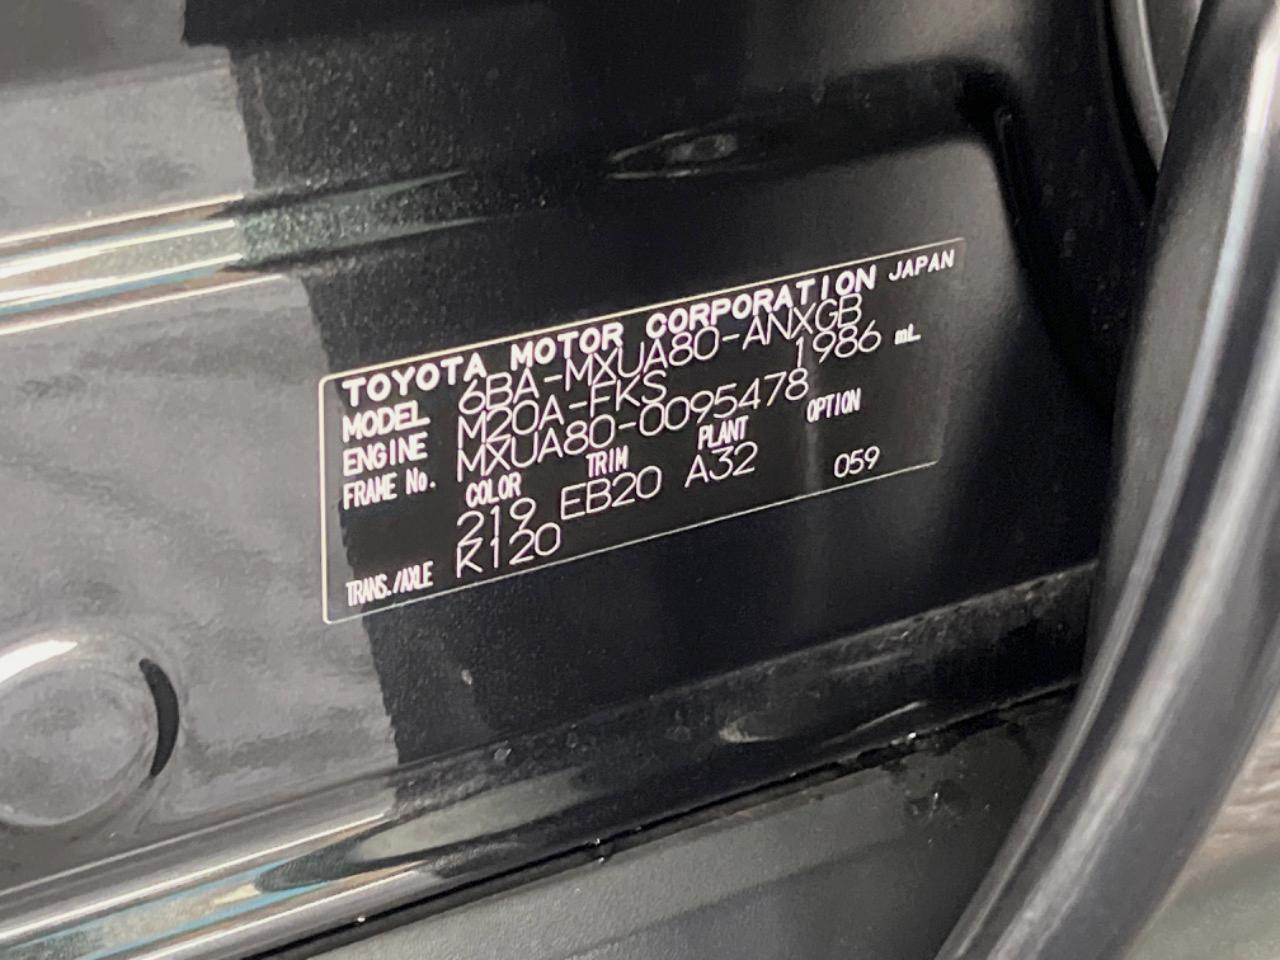 TOYOTA MOTOR CORPORATION JAPAN
MODEL 6BA-MXUA80-ANXGB
ENGINE M20A-FKS 1986 mL
FRAME No. MXUA80-0095478
COLOR TRIM PLANT OPTION
219 EB20 A32 059
TRANS./AXLE K120